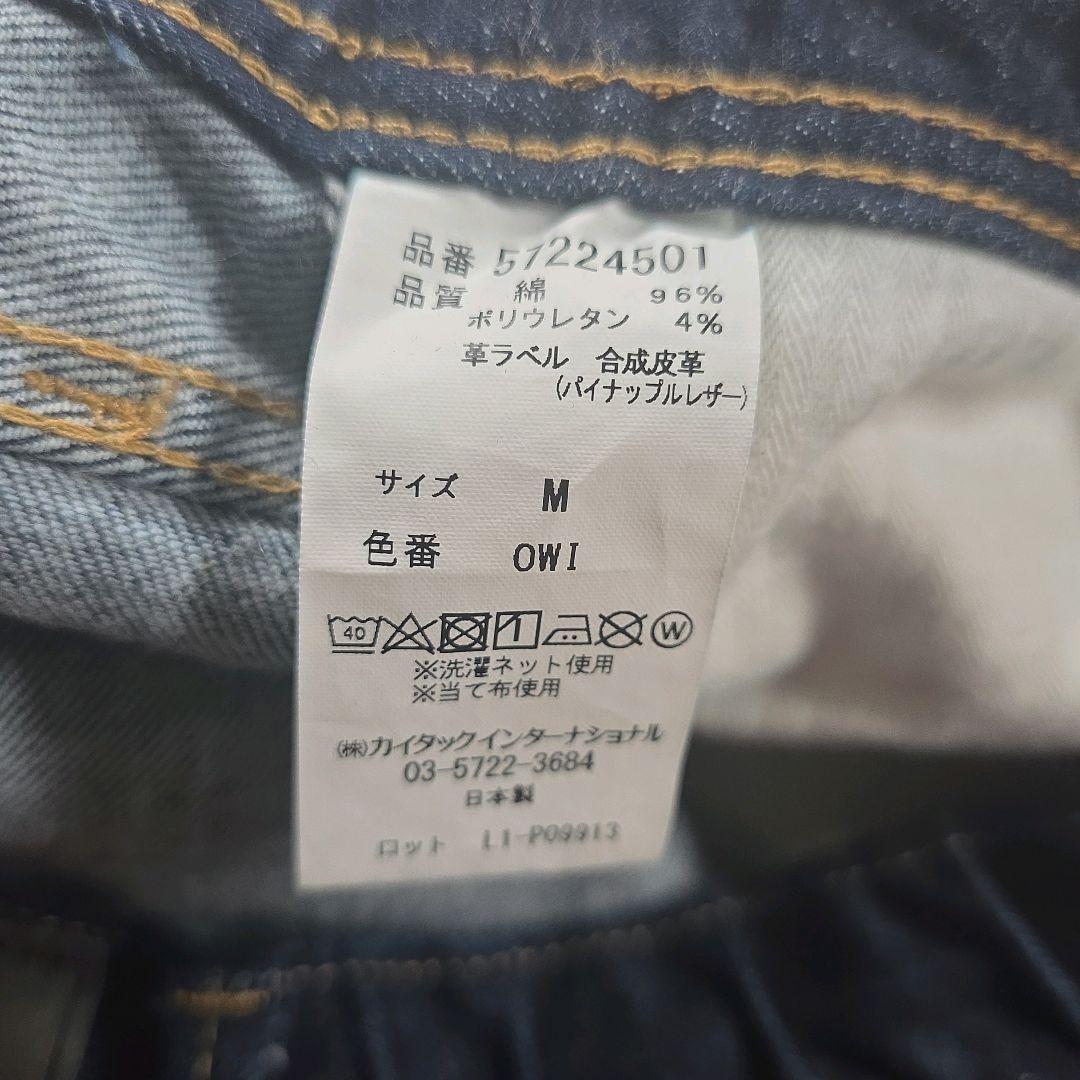 品番 57224501
品質 綿 96%
ポリウレタン 4%
革ラベル 合成皮革
(パイナップルレザー)
サイズ M
色番 OWI
40 W
※洗濯ネット使用
※当て布使用
(株)カイタックインターナショナル
03-5722-3684
日本製
ロット LI-P09913